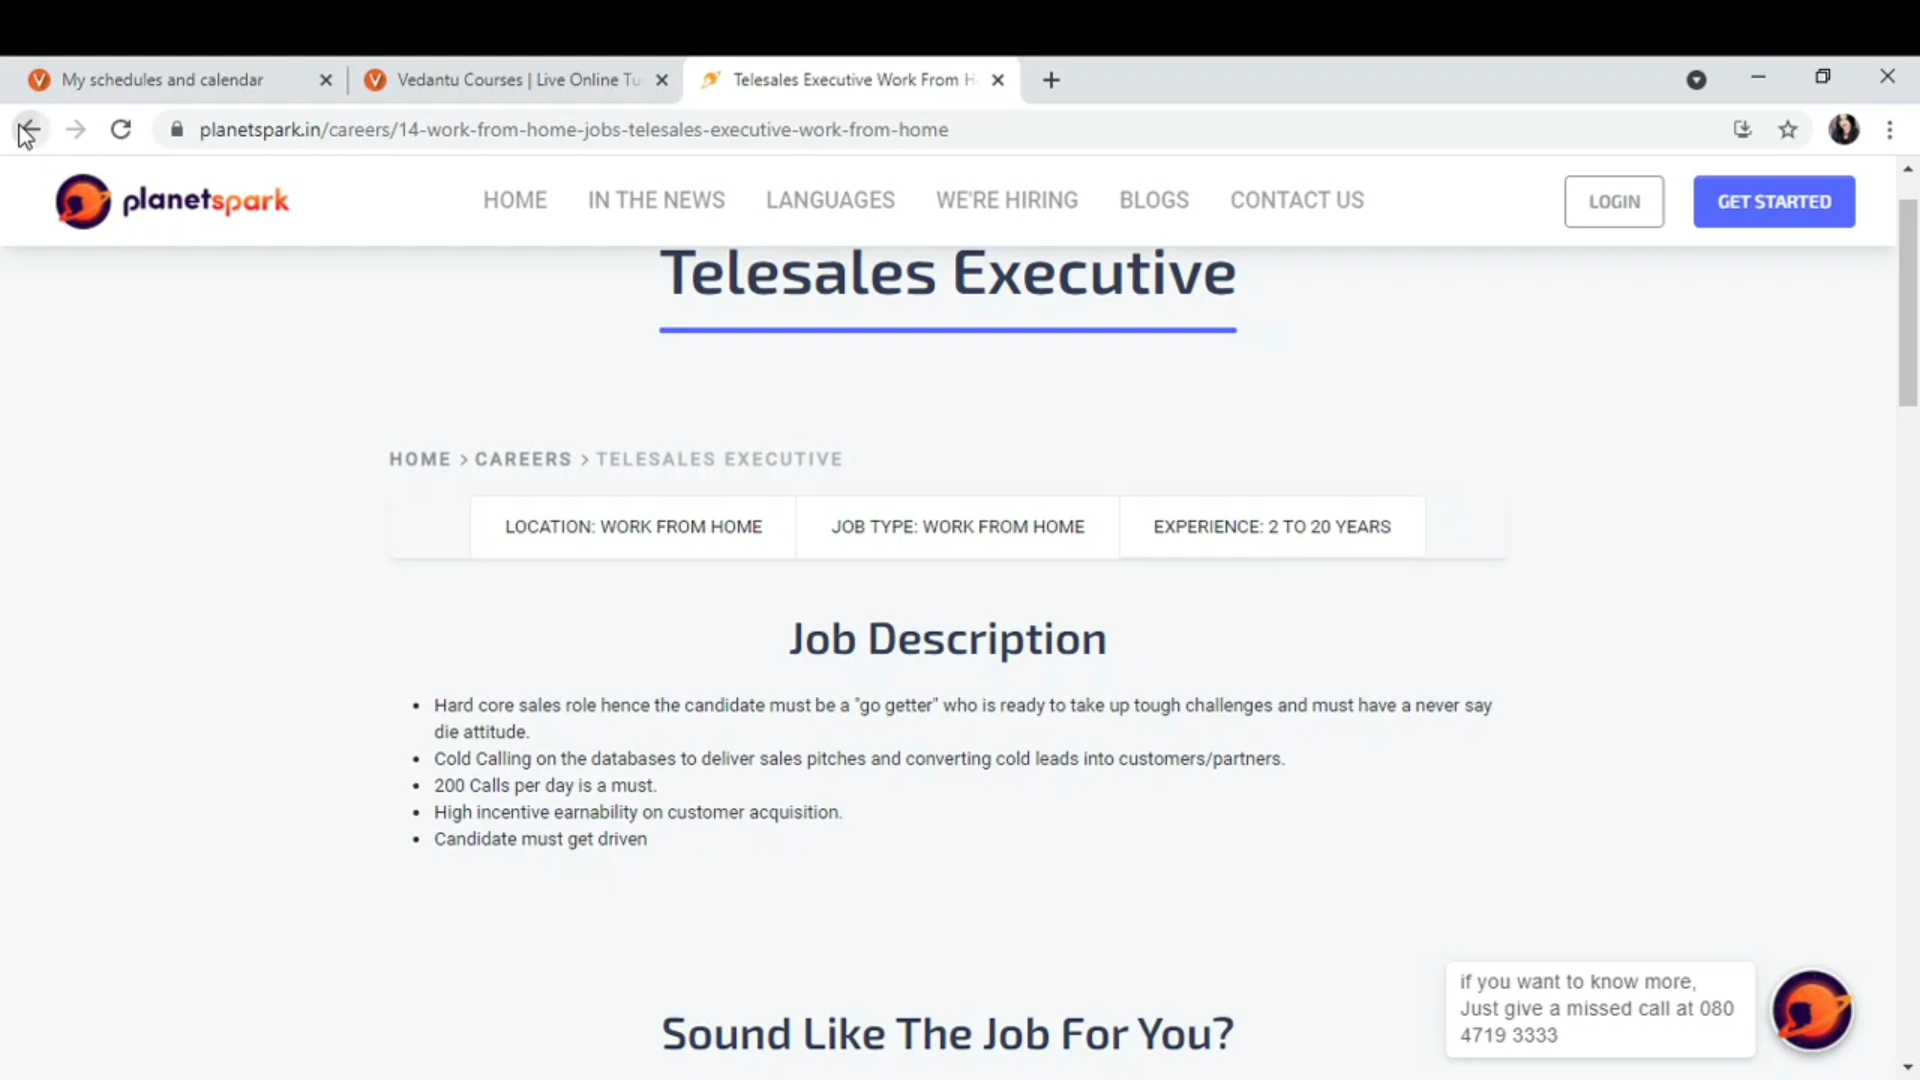 My schedules and calendar
Vedantu Courses | Live Online Tu
Telesales Executive Work From H
planetspark.in/careers/14-work-from-home-jobs-telesales-executive-work-from-home
planetspark
HOME
IN THE NEWS
LANGUAGES
WE'RE HIRING
BLOGS
CONTACT US
LOGIN
GET STARTED
Telesales Executive
HOME > CAREERS > TELESALES EXECUTIVE
LOCATION: WORK FROM HOME
JOB TYPE: WORK FROM HOME
EXPERIENCE: 2 TO 20 YEARS
Job Description
• Hard core sales role hence the candidate must be a "go getter" who is ready to take up tough challenges and must have a never say
die attitude.
• Cold Calling on the databases to deliver sales pitches and converting cold leads into customers/partners.
• 200 Calls per day is a must.
• High incentive earnability on customer acquisition.
• Candidate must get driven
Sound Like The Job For You?
if you want to know more,
Just give a missed call at 080
4719 3333